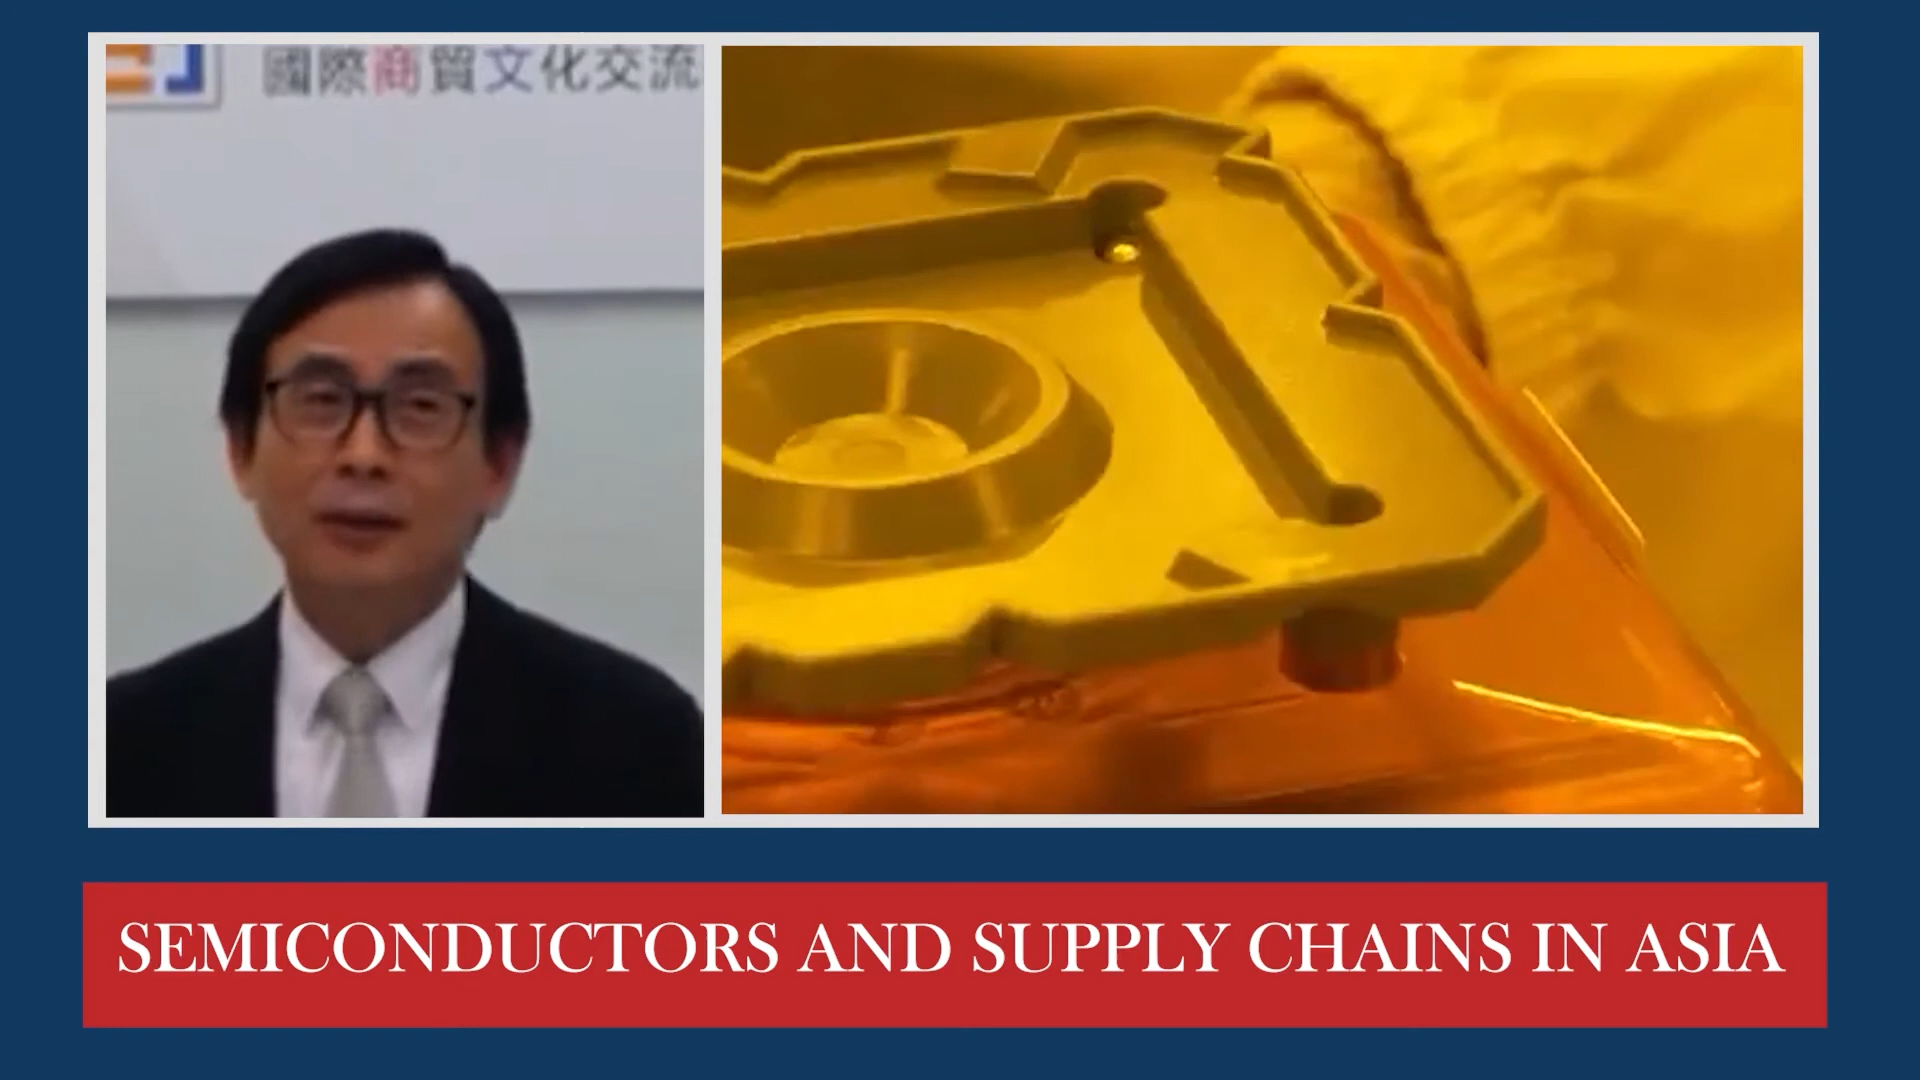 國際商貿文化交流
SEMICONDUCTORS AND SUPPLY CHAINS IN ASIA